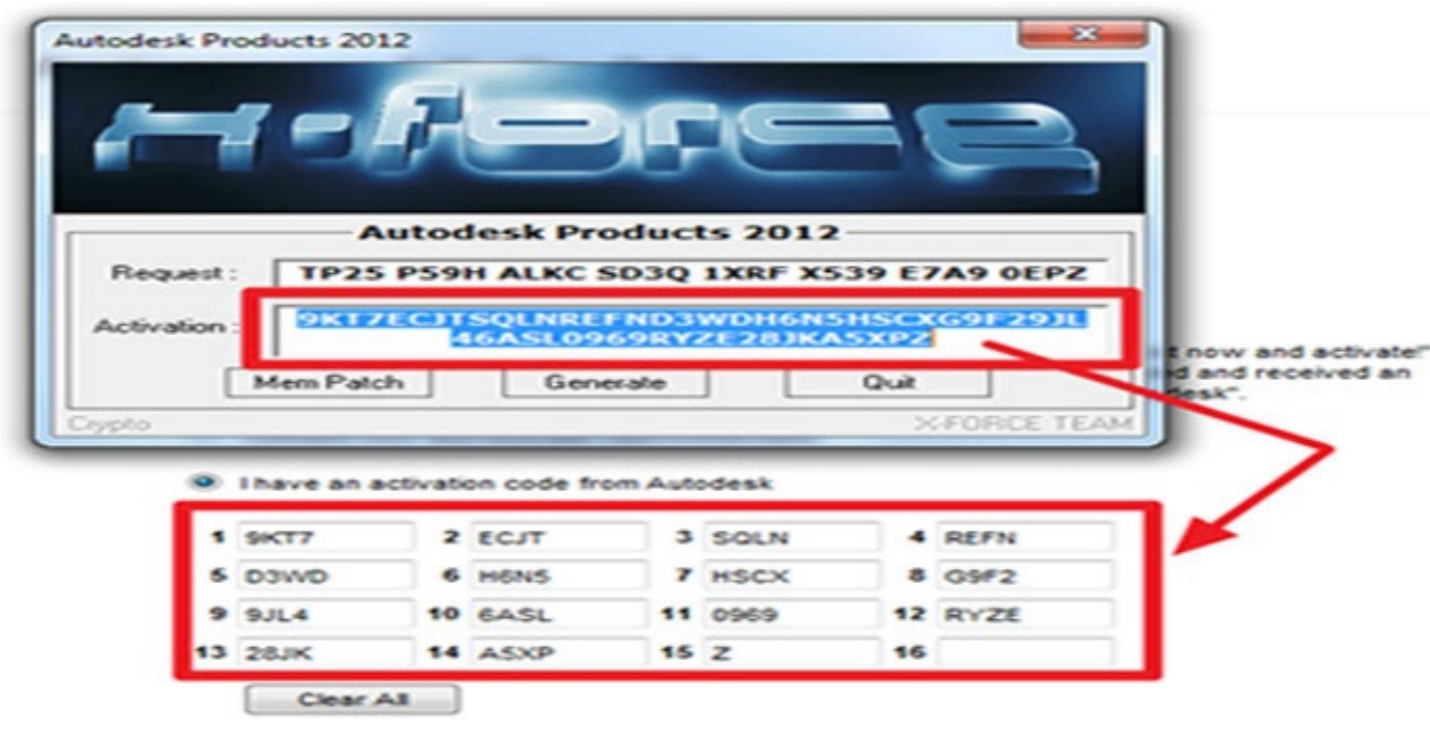 Autodesk Products 2012
X-force
Autodesk Products 2012
Request : TP25 P59H ALKC SD3Q 1XRF X539 E7A9 0EPZ
Activation : 9KT7ECJTSQLNREFND3WDH6N5HSCXG9F29JL
46ASL0969RYZE28JKA5XPZ
t now and activate!"
Mem Patch Generate Quit
d and received an
desk".
Crypto X-FORCE TEAM
I have an activation code from Autodesk
1 9KT7 2 ECJT 3 SQLN 4 REFN
5 D3WD 6 H6N5 7 HSCX 8 G9F2
9 9JL4 10 6ASL 11 0969 12 RYZE
13 28JK 14 A5XP 15 Z 16
Clear All